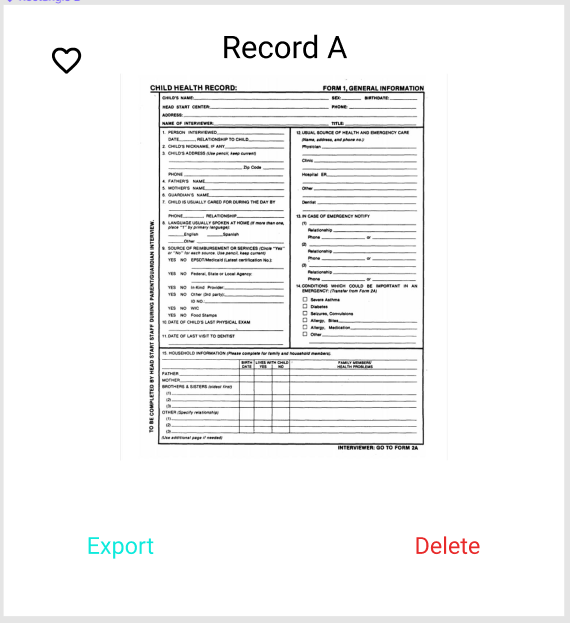 Record A
CHILD HEALTH RECORD: FORM 1, GENERAL INFORMATION
CHILD'S NAME: SEX: BIRTHDATE:
HEAD START CENTER: PHONE:
ADDRESS:
NAME OF INTERVIEWER: TITLE:
1. PERSON INTERVIEWED
DATE RELATIONSHIP TO CHILD
2. CHILD'S NICKNAME, IF ANY
3. CHILD'S ADDRESS (Use pencil, keep current)
Zip Code
PHONE
4. FATHER'S NAME
5. MOTHER'S NAME
6. GUARDIAN'S NAME
7. CHILD IS USUALLY CARED FOR DURING THE DAY BY
PHONE RELATIONSHIP
8. LANGUAGE USUALLY SPOKEN AT HOME (If more than one,
place "1" by primary language)
English Spanish
Other
9. SOURCE OF REIMBURSEMENT OR SERVICES (Circle "Yes"
or "No" for each source. Use pencil, keep current)
YES NO EPSDT/Medicaid (Latest certification No.)
YES NO Federal, State or Local Agency:
YES NO In-Kind Provider:
YES NO Other (3rd party):
ID NO.:
YES NO WIC
YES NO Food Stamps
10. DATE OF CHILD'S LAST PHYSICAL EXAM
11. DATE OF LAST VISIT TO DENTIST
12. USUAL SOURCE OF HEALTH AND EMERGENCY CARE
(Name, address, and phone no.)
Physician
Clinic
Hospital ER
Other
Dentist
13. IN CASE OF EMERGENCY NOTIFY
(1)
Relationship
Phone or
(2)
Relationship
Phone or
(3)
Relationship
Phone or
14. CONDITIONS WHICH COULD BE IMPORTANT IN AN
EMERGENCY: (Transfer from Form 2A)
Severe Asthma
Diabetes
Seizures, Convulsions
Allergy, Bites
Allergy, Medication
Other
TO BE COMPLETED BY HEAD START STAFF DURING PARENT/GUARDIAN INTERVIEW.
15. HOUSEHOLD INFORMATION (Please complete for family and household members)
BIRTH LIVES WITH CHILD FAMILY MEMBERS'
DATE YES NO HEALTH PROBLEMS
FATHER
MOTHER
BROTHERS & SISTERS (oldest first)
(1)
(2)
(3)
OTHER (Specify relationship)
(1)
(2)
(3)
(Use additional page if needed)
INTERVIEWER: GO TO FORM 2A
Export Delete